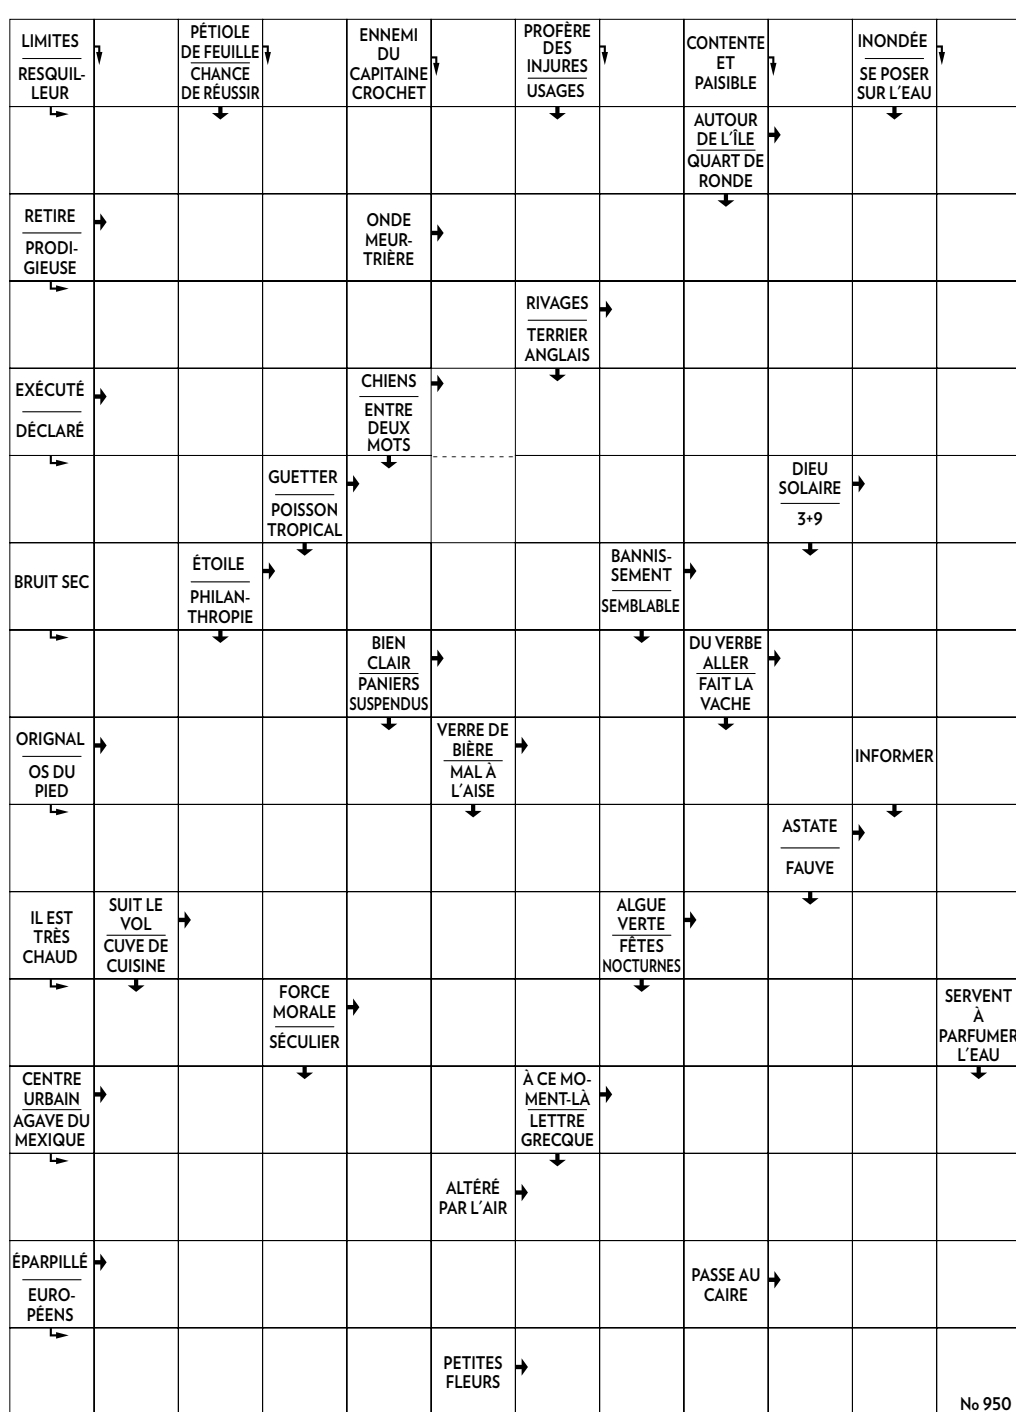 LIMITES
RESQUIL-
LEUR
PÉTIOLE
DE FEUILLE
CHANCE
DE RÉUSSIR
ENNEMI
DU
CAPITAINE
CROCHET
PROFÈRE
DES
INJURES
USAGES
CONTENTE
ET
PAISIBLE
INONDÉE
SE POSER
SUR L'EAU
AUTOUR
DE L'ÎLE
QUART DE
RONDE
RETIRE
PRODI-
GIEUSE
ONDE
MEUR-
TRIÈRE
RIVAGES
TERRIER
ANGLAIS
EXÉCUTÉ
DÉCLARÉ
CHIENS
ENTRE
DEUX
MOTS
GUETTER
POISSON
TROPICAL
DIEU
SOLAIRE
3+9
BRUIT SEC
ÉTOILE
PHILAN-
THROPIE
BANNIS-
SEMENT
SEMBLABLE
BIEN
CLAIR
PANIERS
SUSPENDUS
DU VERBE
ALLER
FAIT LA
VACHE
ORIGNAL
OS DU
PIED
VERRE DE
BIÈRE
MAL À
L'AISE
INFORMER
ASTATE
FAUVE
IL EST
TRÈS
CHAUD
SUIT LE
VOL
CUVE DE
CUISINE
ALGUE
VERTE
FÊTES
NOCTURNES
FORCE
MORALE
SÉCULIER
SERVENT
À
PARFUMER
L'EAU
CENTRE
URBAIN
AGAVE DU
MEXIQUE
À CE MO-
MENT-LÀ
LETTRE
GRECQUE
ALTÉRÉ
PAR L'AIR
ÉPARPILLÉ
EURO-
PÉENS
PASSE AU
CAIRE
PETITES
FLEURS
No 950